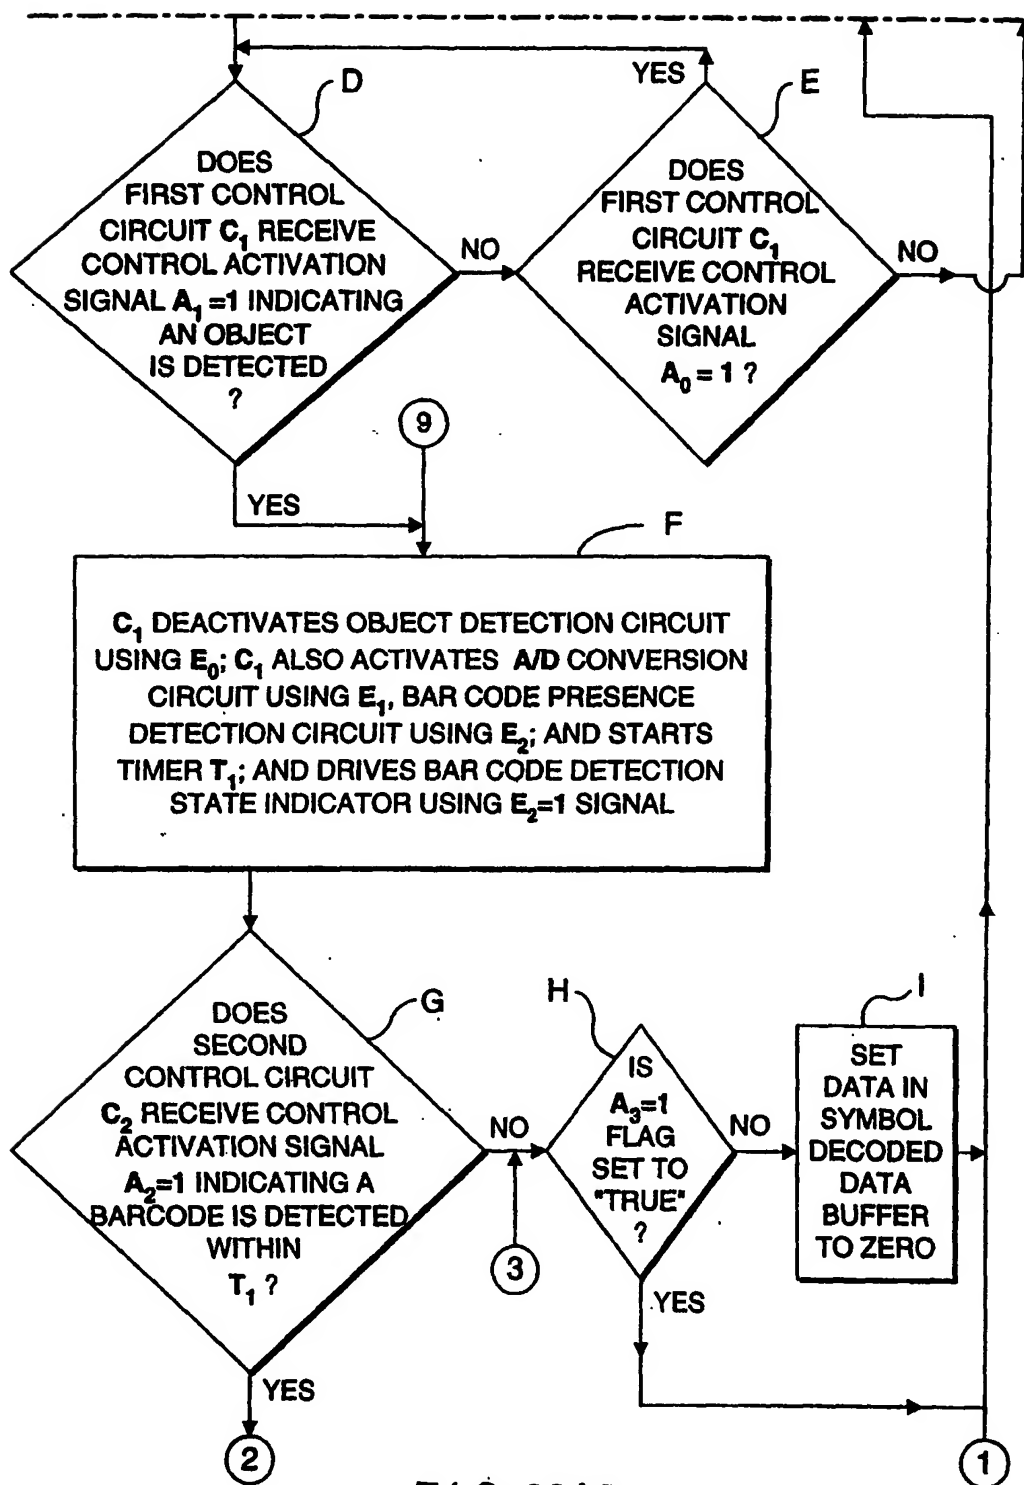 YES
D
E
DOES
FIRST CONTROL
CIRCUIT C1 RECEIVE
CONTROL ACTIVATION
SIGNAL A1 =1 INDICATING
AN OBJECT
IS DETECTED
?
NO
DOES
FIRST CONTROL
CIRCUIT C1
RECEIVE CONTROL
ACTIVATION
SIGNAL
A0 = 1 ?
NO
9
YES
F
C1 DEACTIVATES OBJECT DETECTION CIRCUIT
USING E0; C1 ALSO ACTIVATES A/D CONVERSION
CIRCUIT USING E1, BAR CODE PRESENCE
DETECTION CIRCUIT USING E2; AND STARTS
TIMER T1; AND DRIVES BAR CODE DETECTION
STATE INDICATOR USING E2=1 SIGNAL
G
DOES
SECOND
CONTROL CIRCUIT
C2 RECEIVE CONTROL
ACTIVATION SIGNAL
A2=1 INDICATING A
BARCODE IS DETECTED
WITHIN
T1 ?
NO
3
H
IS
A3=1
FLAG
SET TO
"TRUE"
?
NO
I
SET
DATA IN
SYMBOL
DECODED
DATA
BUFFER
TO ZERO
YES
YES
2
1